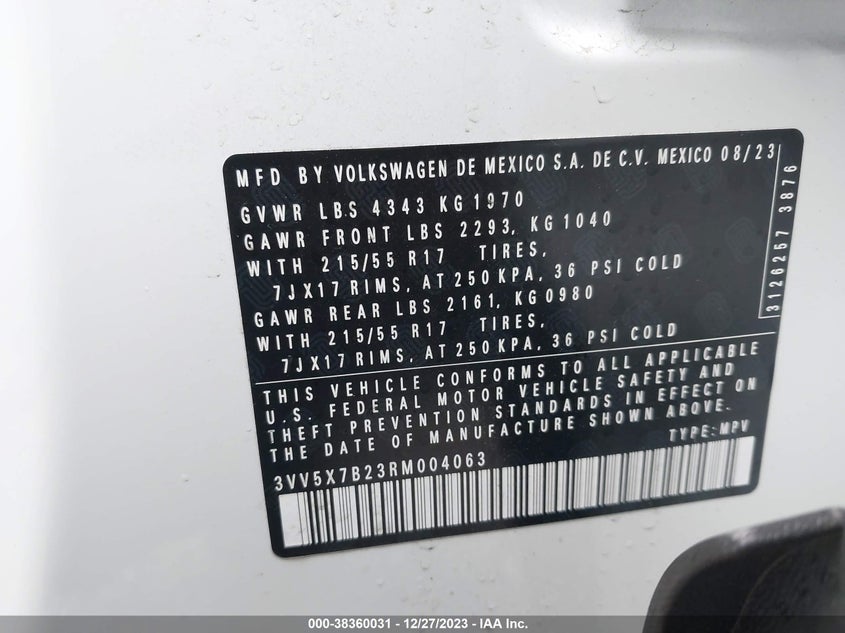 MFD BY VOLKSWAGEN DE MEXICO S.A. DE C.V. MEXICO 08/23
GVWR LBS 4343 KG 1970
GAWR FRONT LBS 2293, KG 1040
WITH 215/55 R17 TIRES,
7JX17 RIMS, AT 250 KPA, 36 PSI COLD
GAWR REAR LBS 2161, KG 0980
WITH 215/55 R17 TIRES,
7JX17 RIMS, AT 250 KPA, 36 PSI COLD
3126257 3876
THIS VEHICLE CONFORMS TO ALL APPLICABLE
U.S. FEDERAL MOTOR VEHICLE SAFETY AND
THEFT PREVENTION STANDARDS IN EFFECT ON
THE DATE OF MANUFACTURE SHOWN ABOVE.
TYPE: MPV
3VV5X7B23RM004063
000-38360031 - 12/27/2023 - IAA Inc.